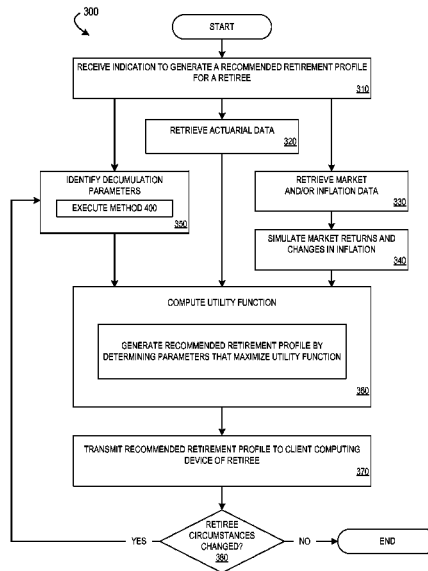 300
START
RECEIVE INDICATION TO GENERATE A RECOMMENDED RETIREMENT PROFILE
FOR A RETIREE
310
RETRIEVE ACTUARIAL DATA
320
IDENTIFY DECUMULATION
PARAMETERS
EXECUTE METHOD 400
350
RETRIEVE MARKET
AND/OR INFLATION DATA
330
SIMULATE MARKET RETURNS AND
CHANGES IN INFLATION
340
COMPUTE UTILITY FUNCTION
GENERATE RECOMMENDED RETIREMENT PROFILE BY
DETERMINING PARAMETERS THAT MAXIMIZE UTILITY FUNCTION
360
TRANSMIT RECOMMENDED RETIREMENT PROFILE TO CLIENT COMPUTING
DEVICE OF RETIREE
370
YES
RETIREE
CIRCUMSTANCES
CHANGED?
380
NO
END